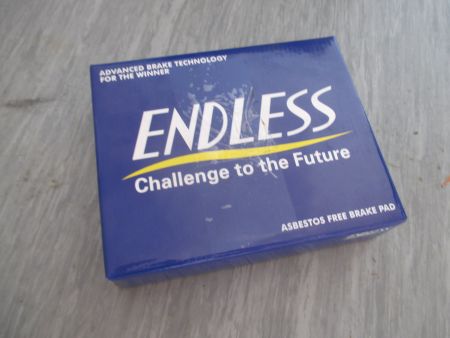 ADVANCED BRAKE TECHNOLOGY
FOR THE WINNER
ENDLESS
Challenge to the Future
ASBESTOS FREE BRAKE PAD